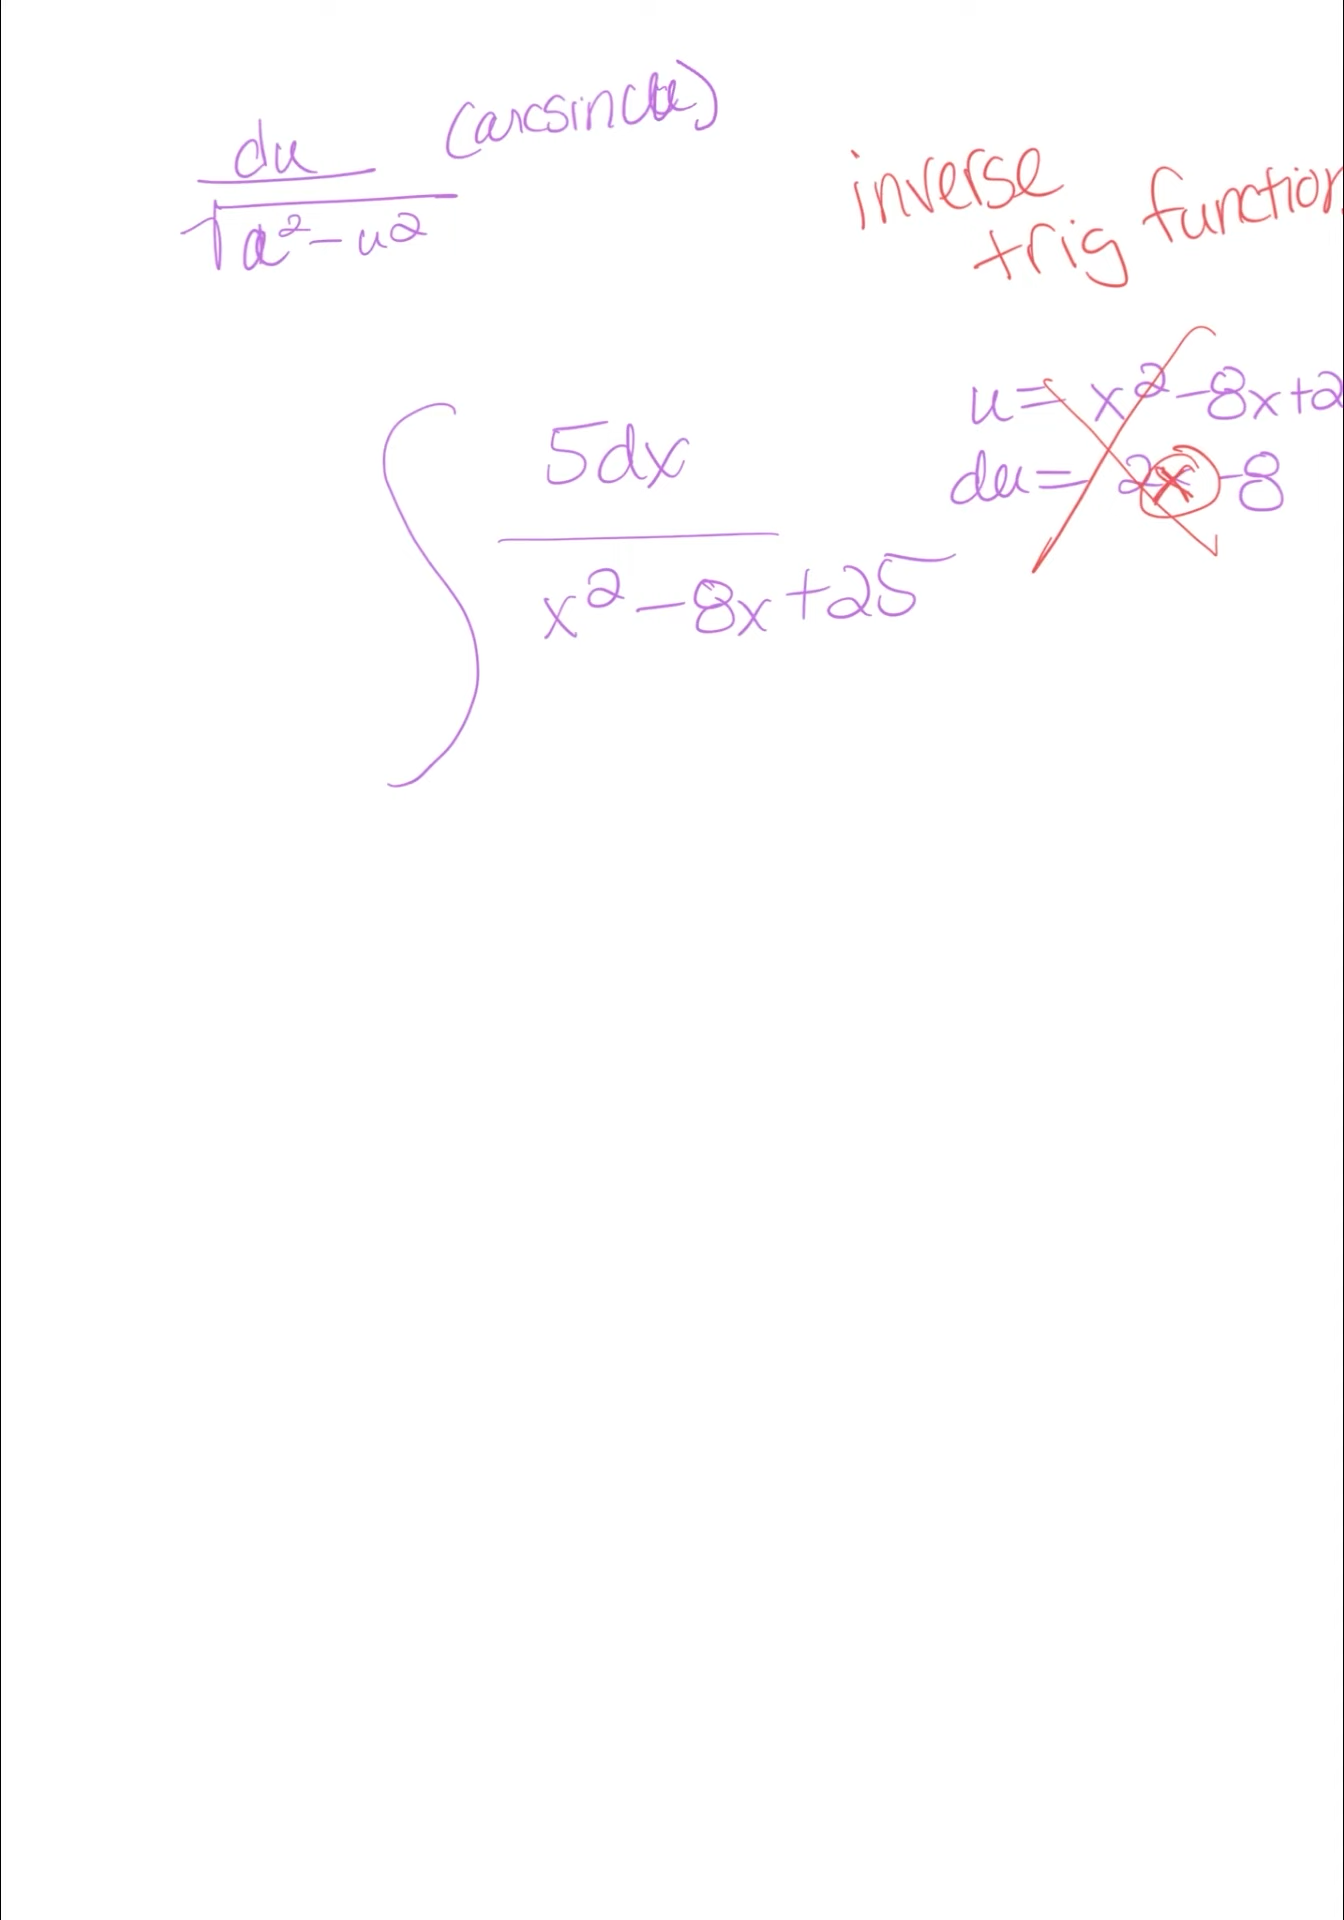 du (arcsin(u)
√a²-u²
inverse
trig function
∫ 5dx
x²-8x+25
u= x²-8x+2
du= 2x-8